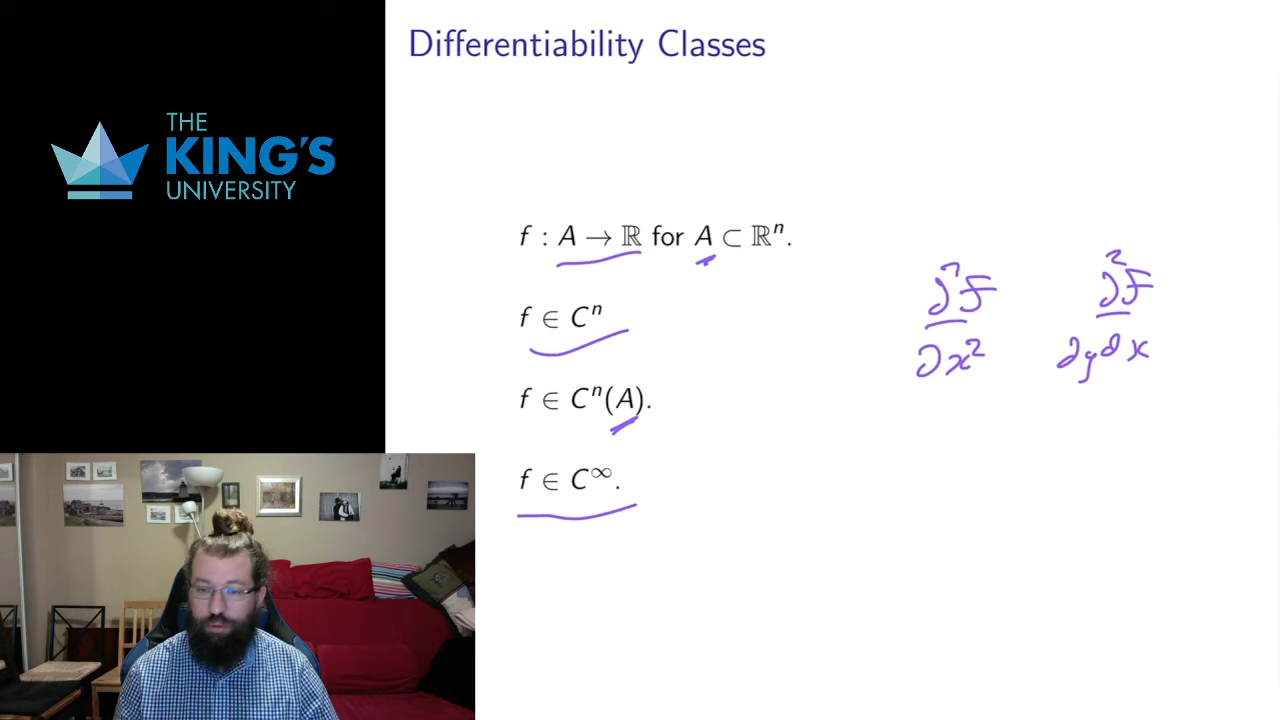 Differentiability Classes
THE
KING'S
UNIVERSITY
f : A → ℝ for A ⊂ ℝⁿ.
f ∈ Cⁿ
f ∈ Cⁿ(A).
f ∈ C^∞.
∂²F
∂x²
∂²F
∂y∂x